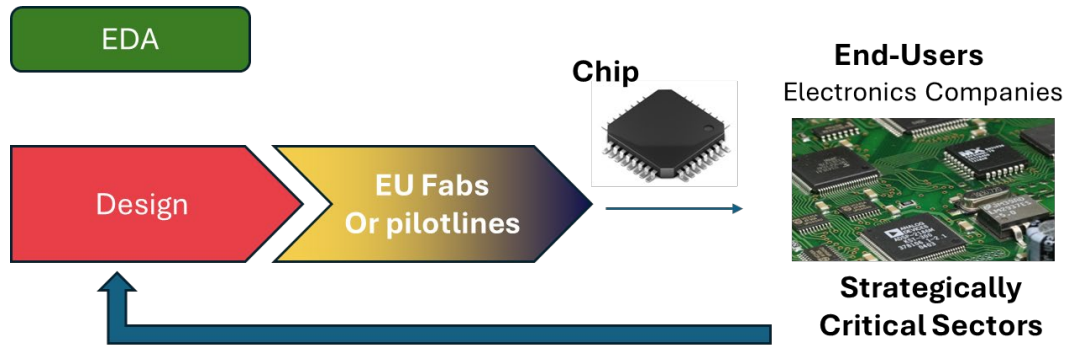 EDA
Chip
End-Users
Electronics Companies
Design
EU Fabs
Or pilotlines
Strategically
Critical Sectors